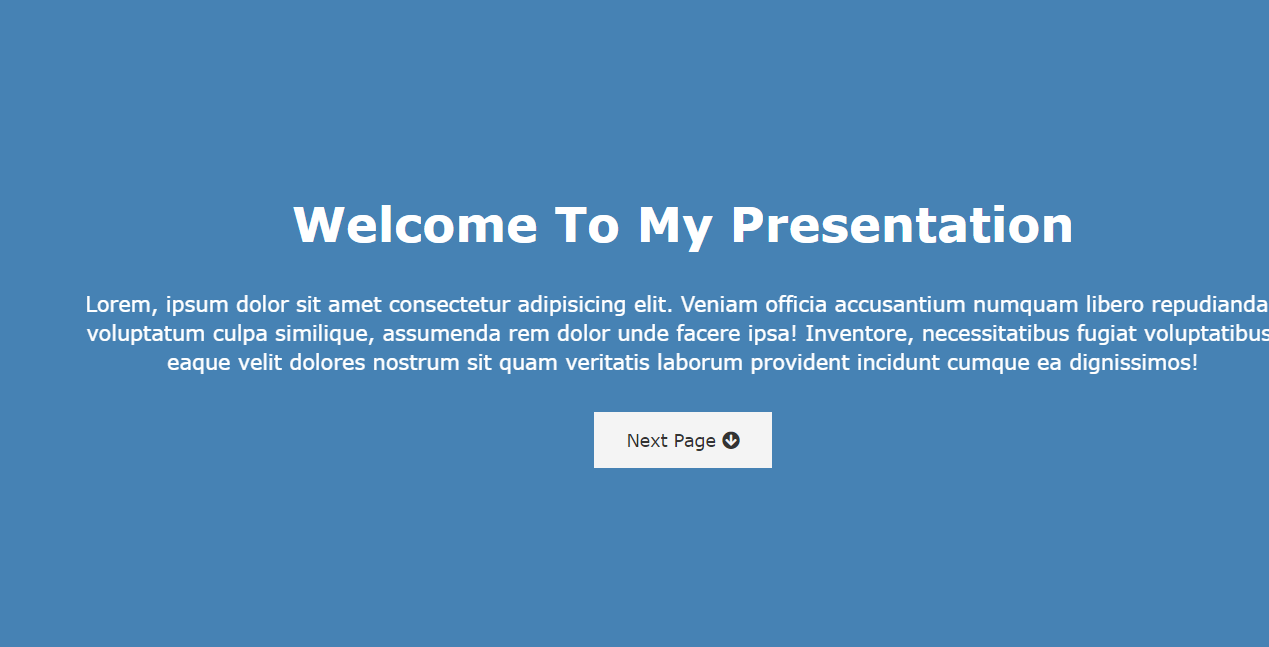 Welcome To My Presentation
Lorem, ipsum dolor sit amet consectetur adipisicing elit. Veniam officia accusantium numquam libero repudianda
voluptatum culpa similique, assumenda rem dolor unde facere ipsa! Inventore, necessitatibus fugiat voluptatibus
eaque velit dolores nostrum sit quam veritatis laborum provident incidunt cumque ea dignissimos!
Next Page